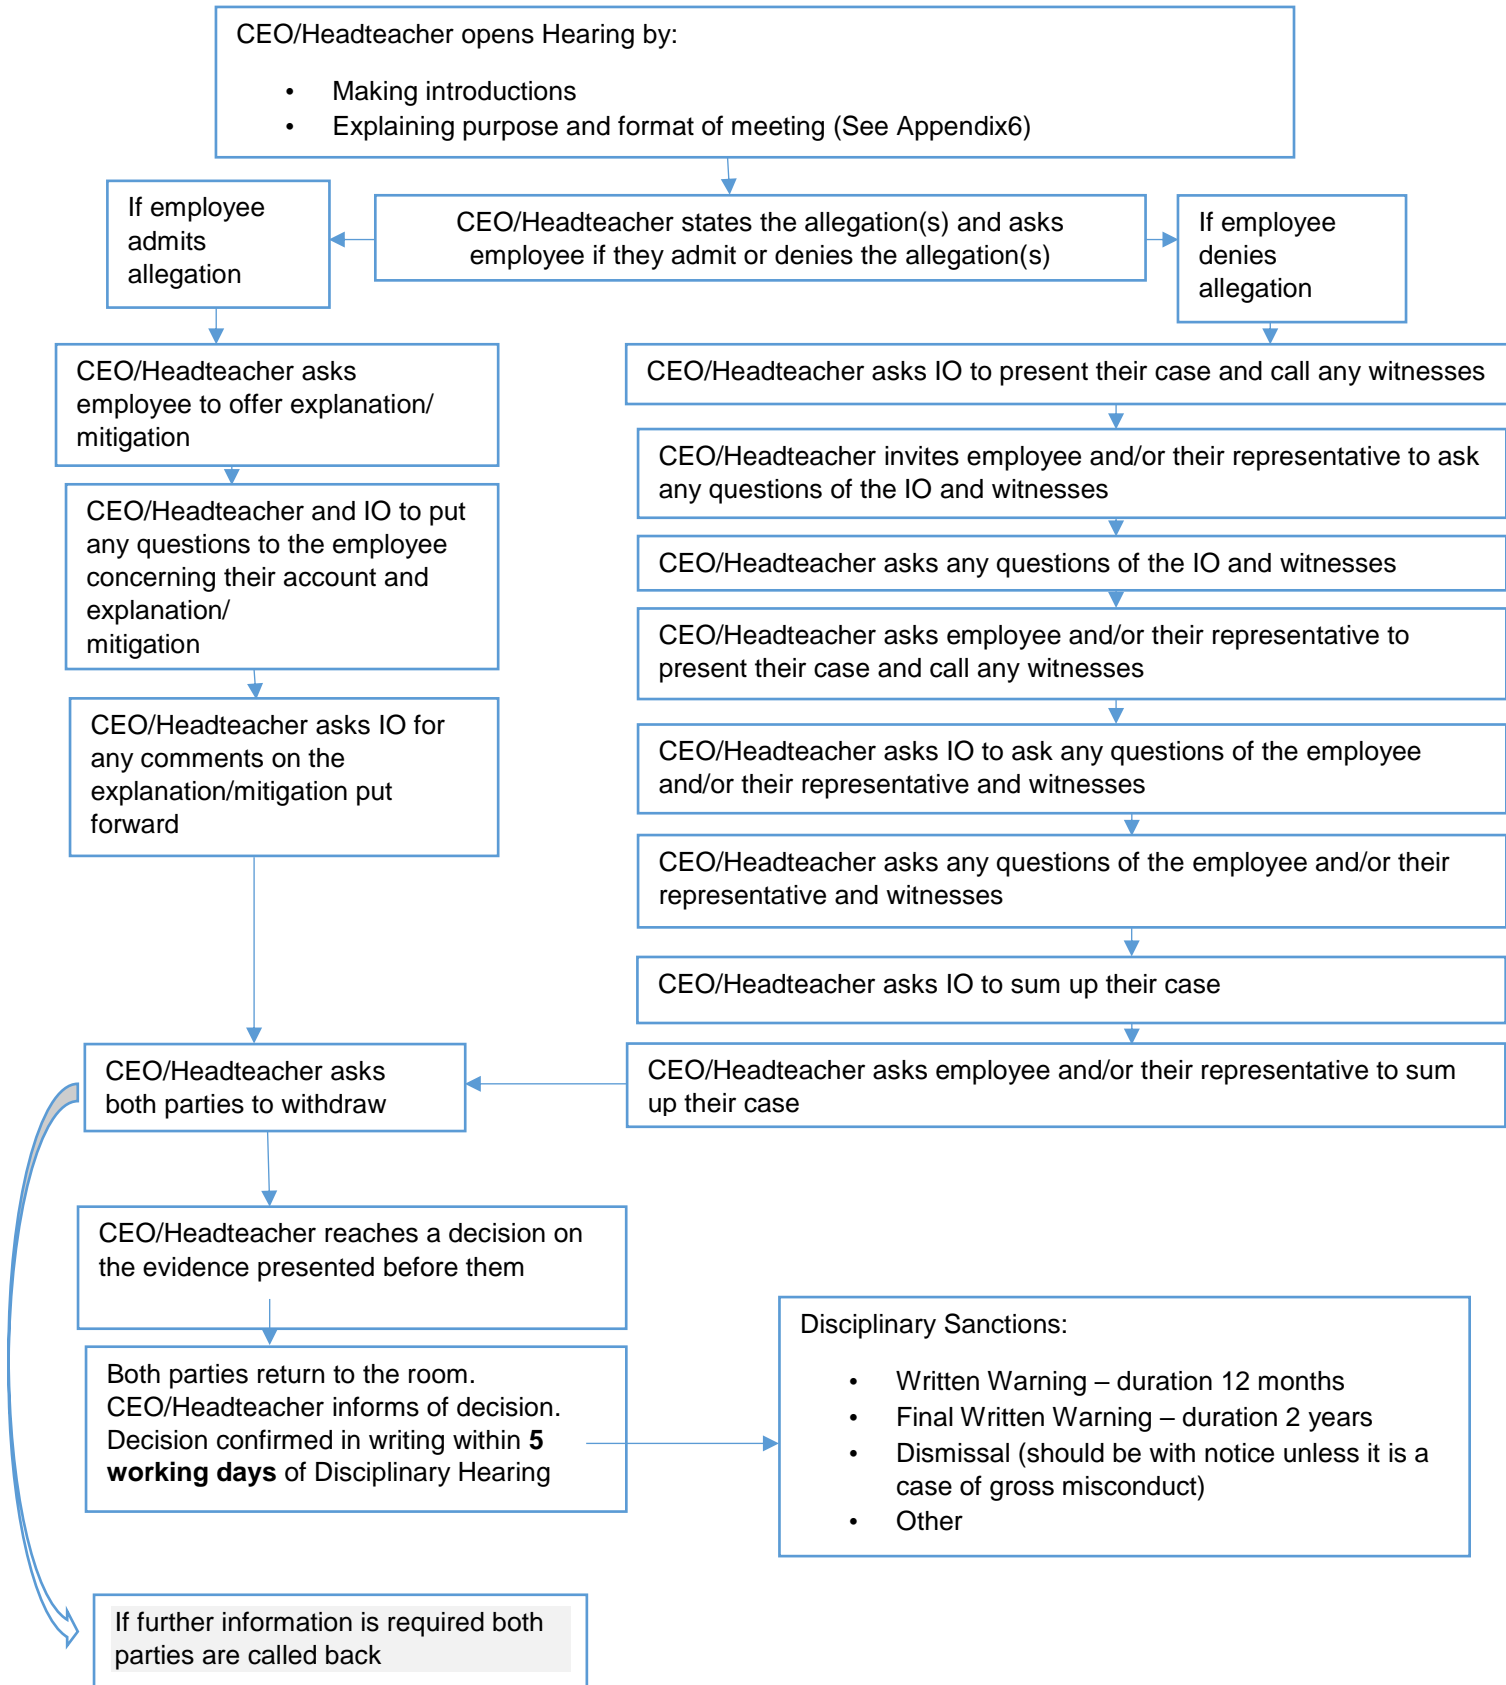 CEO/Headteacher opens Hearing by:
• Making introductions
• Explaining purpose and format of meeting (See Appendix6)
If employee
admits
allegation
CEO/Headteacher states the allegation(s) and asks
employee if they admit or denies the allegation(s)
If employee
denies
allegation
CEO/Headteacher asks
employee to offer explanation/
mitigation
CEO/Headteacher and IO to put
any questions to the employee
concerning their account and
explanation/
mitigation
CEO/Headteacher asks IO for
any comments on the
explanation/mitigation put
forward
CEO/Headteacher asks IO to present their case and call any witnesses
CEO/Headteacher invites employee and/or their representative to ask
any questions of the IO and witnesses
CEO/Headteacher asks any questions of the IO and witnesses
CEO/Headteacher asks employee and/or their representative to
present their case and call any witnesses
CEO/Headteacher asks IO to ask any questions of the employee
and/or their representative and witnesses
CEO/Headteacher asks any questions of the employee and/or their
representative and witnesses
CEO/Headteacher asks IO to sum up their case
CEO/Headteacher asks employee and/or their representative to sum
up their case
CEO/Headteacher asks
both parties to withdraw
CEO/Headteacher reaches a decision on
the evidence presented before them
Both parties return to the room.
CEO/Headteacher informs of decision.
Decision confirmed in writing within 5
working days of Disciplinary Hearing
Disciplinary Sanctions:
• Written Warning – duration 12 months
• Final Written Warning – duration 2 years
• Dismissal (should be with notice unless it is a
case of gross misconduct)
• Other
If further information is required both
parties are called back